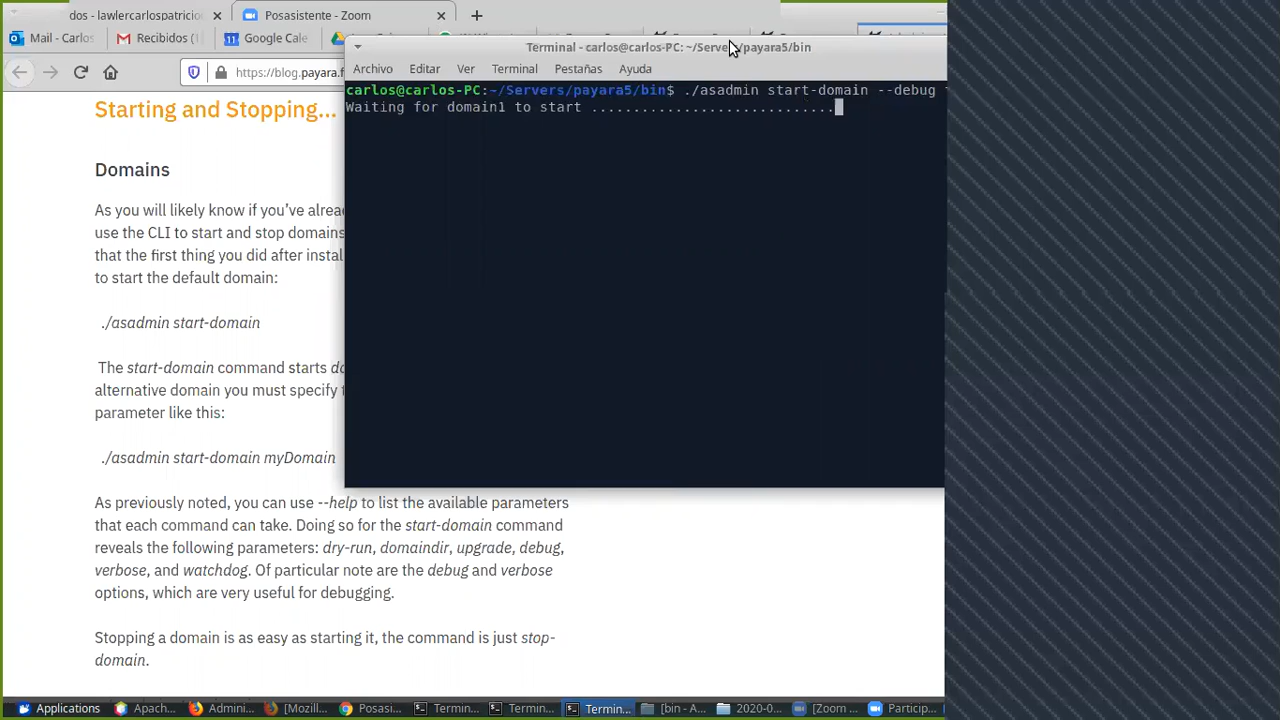 dos - lawlercarlospatricio
Posasistente - Zoom
Mail - Carlos
Recibidos (1
Google Cale
https://blog.payara.f
Terminal - carlos@carlos-PC: ~/Servers/payara5/bin
Archivo Editar Ver Terminal Pestañas Ayuda
carlos@carlos-PC:~/Servers/payara5/bin$ ./asadmin start-domain --debug
Waiting for domain1 to start .............................
Starting and Stopping...
Domains
As you will likely know if you've alrea
use the CLI to start and stop domains
that the first thing you did after instal
to start the default domain:
./asadmin start-domain
The start-domain command starts do
alternative domain you must specify t
parameter like this:
./asadmin start-domain myDomain
As previously noted, you can use --help to list the available parameters
that each command can take. Doing so for the start-domain command
reveals the following parameters: dry-run, domaindir, upgrade, debug,
verbose, and watchdog. Of particular note are the debug and verbose
options, which are very useful for debugging.
Stopping a domain is as easy as starting it, the command is just stop-
domain.
Applications
Apach...
Admini...
[Mozill...
Posasi...
Termin...
Termin...
Termin...
[bin - A...
2020-0...
[Zoom ...
Particip...